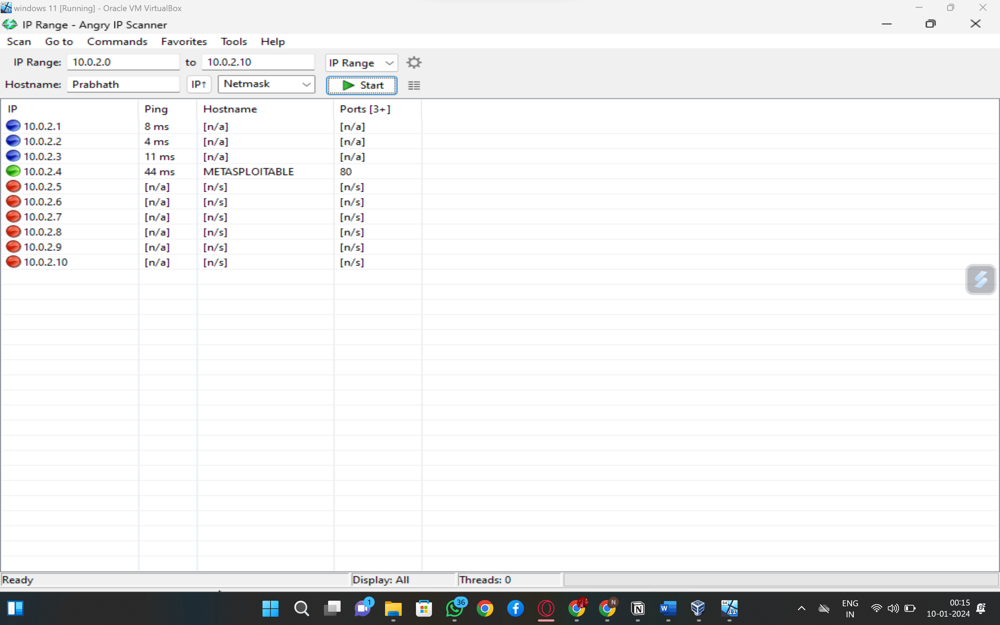 windows 11 [Running] - Oracle VM VirtualBox
IP Range - Angry IP Scanner
Scan Go to Commands Favorites Tools Help
IP Range: 10.0.2.0 to 10.0.2.10 IP Range
Hostname: Prabhath IP↑ Netmask Start
IP Ping Hostname Ports [3+]
10.0.2.1 8 ms [n/a] [n/a]
10.0.2.2 4 ms [n/a] [n/a]
10.0.2.3 11 ms [n/a] [n/a]
10.0.2.4 44 ms METASPLOITABLE 80
10.0.2.5 [n/a] [n/s] [n/s]
10.0.2.6 [n/a] [n/s] [n/s]
10.0.2.7 [n/a] [n/s] [n/s]
10.0.2.8 [n/a] [n/s] [n/s]
10.0.2.9 [n/a] [n/s] [n/s]
10.0.2.10 [n/a] [n/s] [n/s]
Ready Display: All Threads: 0
1 36 N N W 64 11 ENG 00:15
IN 10-01-2024